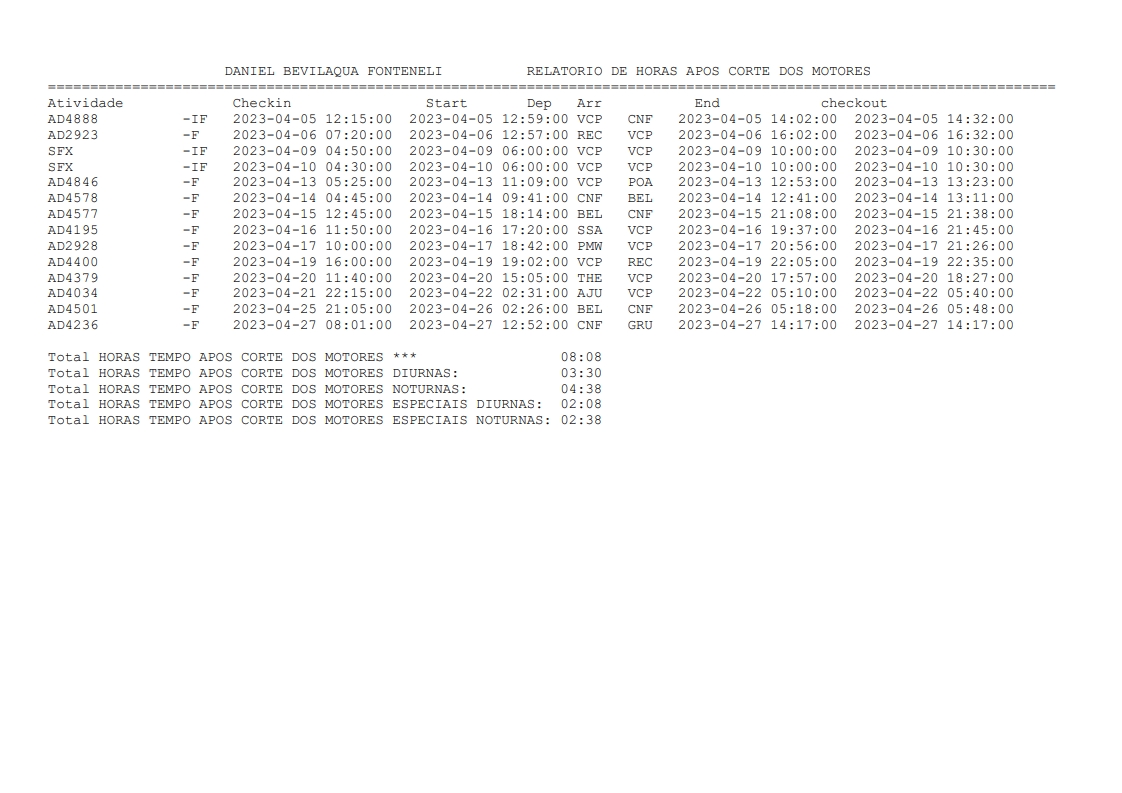 DANIEL BEVILAQUA FONTENELI          RELATORIO DE HORAS APOS CORTE DOS MOTORES
========================================================================================================================
Atividade             Checkin                Start       Dep   Arr           End            checkout
AD4888          -IF   2023-04-05 12:15:00  2023-04-05 12:59:00 VCP   CNF   2023-04-05 14:02:00  2023-04-05 14:32:00
AD2923          -F    2023-04-06 07:20:00  2023-04-06 12:57:00 REC   VCP   2023-04-06 16:02:00  2023-04-06 16:32:00
SFX             -IF   2023-04-09 04:50:00  2023-04-09 06:00:00 VCP   VCP   2023-04-09 10:00:00  2023-04-09 10:30:00
SFX             -IF   2023-04-10 04:30:00  2023-04-10 06:00:00 VCP   VCP   2023-04-10 10:00:00  2023-04-10 10:30:00
AD4846          -F    2023-04-13 05:25:00  2023-04-13 11:09:00 VCP   POA   2023-04-13 12:53:00  2023-04-13 13:23:00
AD4578          -F    2023-04-14 04:45:00  2023-04-14 09:41:00 CNF   BEL   2023-04-14 12:41:00  2023-04-14 13:11:00
AD4577          -F    2023-04-15 12:45:00  2023-04-15 18:14:00 BEL   CNF   2023-04-15 21:08:00  2023-04-15 21:38:00
AD4195          -F    2023-04-16 11:50:00  2023-04-16 17:20:00 SSA   VCP   2023-04-16 19:37:00  2023-04-16 21:45:00
AD2928          -F    2023-04-17 10:00:00  2023-04-17 18:42:00 PMW   VCP   2023-04-17 20:56:00  2023-04-17 21:26:00
AD4400          -F    2023-04-19 16:00:00  2023-04-19 19:02:00 VCP   REC   2023-04-19 22:05:00  2023-04-19 22:35:00
AD4379          -F    2023-04-20 11:40:00  2023-04-20 15:05:00 THE   VCP   2023-04-20 17:57:00  2023-04-20 18:27:00
AD4034          -F    2023-04-21 22:15:00  2023-04-22 02:31:00 AJU   VCP   2023-04-22 05:10:00  2023-04-22 05:40:00
AD4501          -F    2023-04-25 21:05:00  2023-04-26 02:26:00 BEL   CNF   2023-04-26 05:18:00  2023-04-26 05:48:00
AD4236          -F    2023-04-27 08:01:00  2023-04-27 12:52:00 CNF   GRU   2023-04-27 14:17:00  2023-04-27 14:17:00
Total HORAS TEMPO APOS CORTE DOS MOTORES ***                 08:08
Total HORAS TEMPO APOS CORTE DOS MOTORES DIURNAS:            03:30
Total HORAS TEMPO APOS CORTE DOS MOTORES NOTURNAS:           04:38
Total HORAS TEMPO APOS CORTE DOS MOTORES ESPECIAIS DIURNAS:  02:08
Total HORAS TEMPO APOS CORTE DOS MOTORES ESPECIAIS NOTURNAS: 02:38